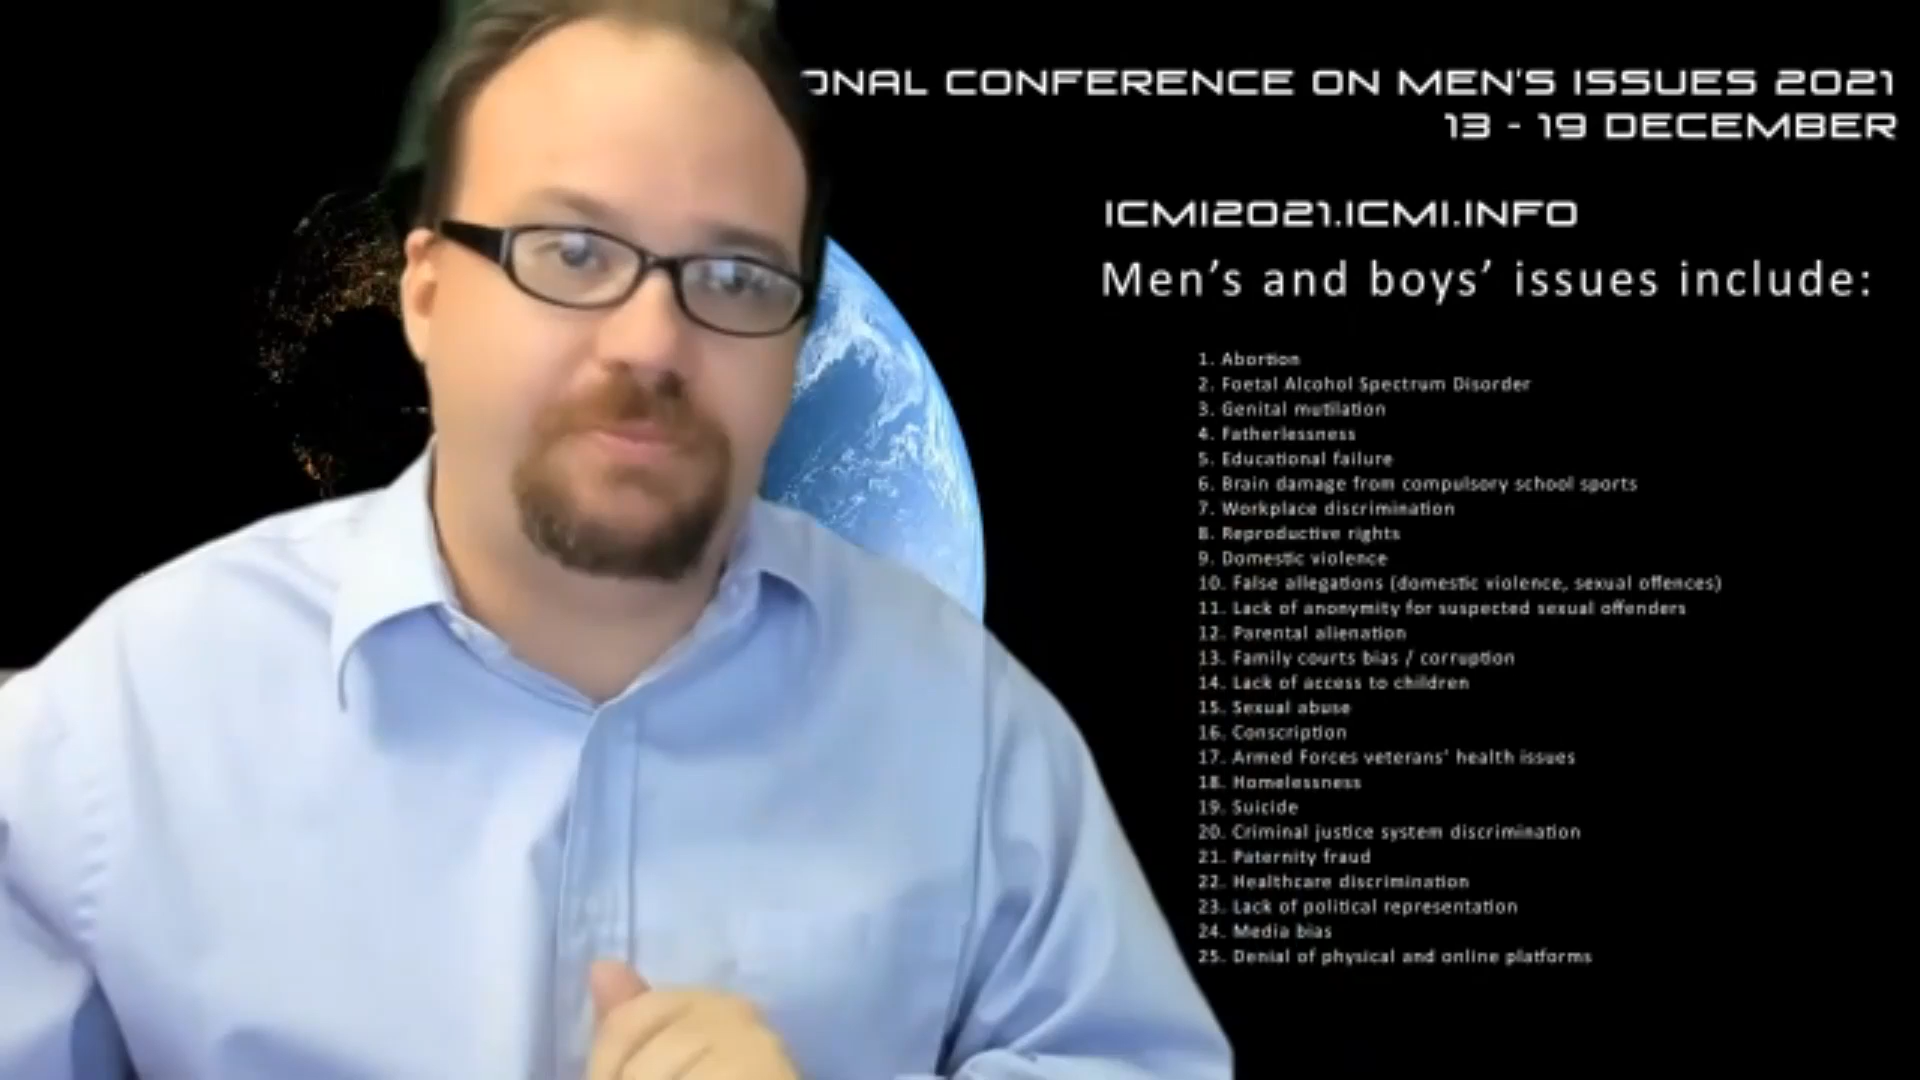 ONAL CONFERENCE ON MEN'S ISSUES 2021
13 - 19 DECEMBER
ICMI2021.ICMI.INFO
Men's and boys' issues include:
1. Abortion
2. Foetal Alcohol Spectrum Disorder
3. Genital mutilation
4. Fatherlessness
5. Educational failure
6. Brain damage from compulsory school sports
7. Workplace discrimination
8. Reproductive rights
9. Domestic violence
10. False allegations (domestic violence, sexual offences)
11. Lack of anonymity for suspected sexual offenders
12. Parental alienation
13. Family courts bias / corruption
14. Lack of access to children
15. Sexual abuse
16. Conscription
17. Armed Forces veterans' health issues
18. Homelessness
19. Suicide
20. Criminal justice system discrimination
21. Paternity fraud
22. Healthcare discrimination
23. Lack of political representation
24. Media bias
25. Denial of physical and online platforms